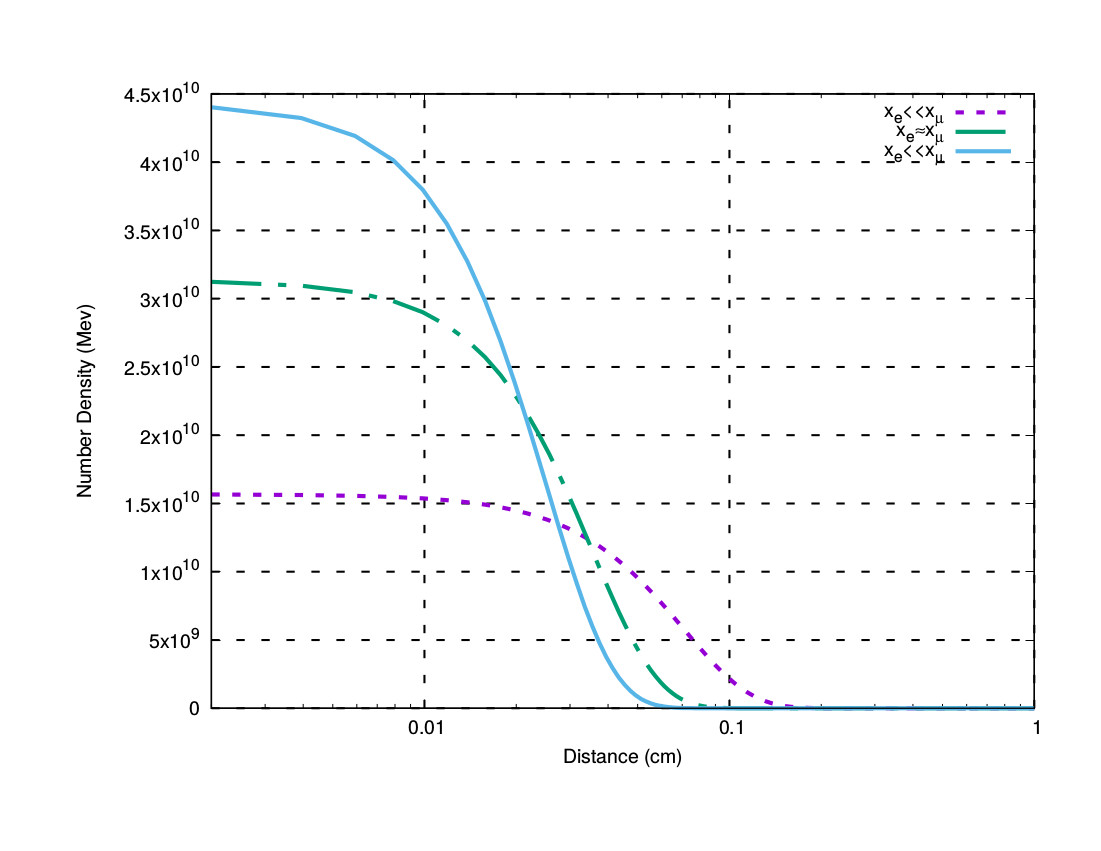 4.5x10^10
4x10^10
3.5x10^10
3x10^10
2.5x10^10
2x10^10
1.5x10^10
1x10^10
5x10^9
0
Number Density (Mev)
x_e<<x_μ
x_e≈x_μ
x_e<<x_μ
0.01 0.1 1
Distance (cm)